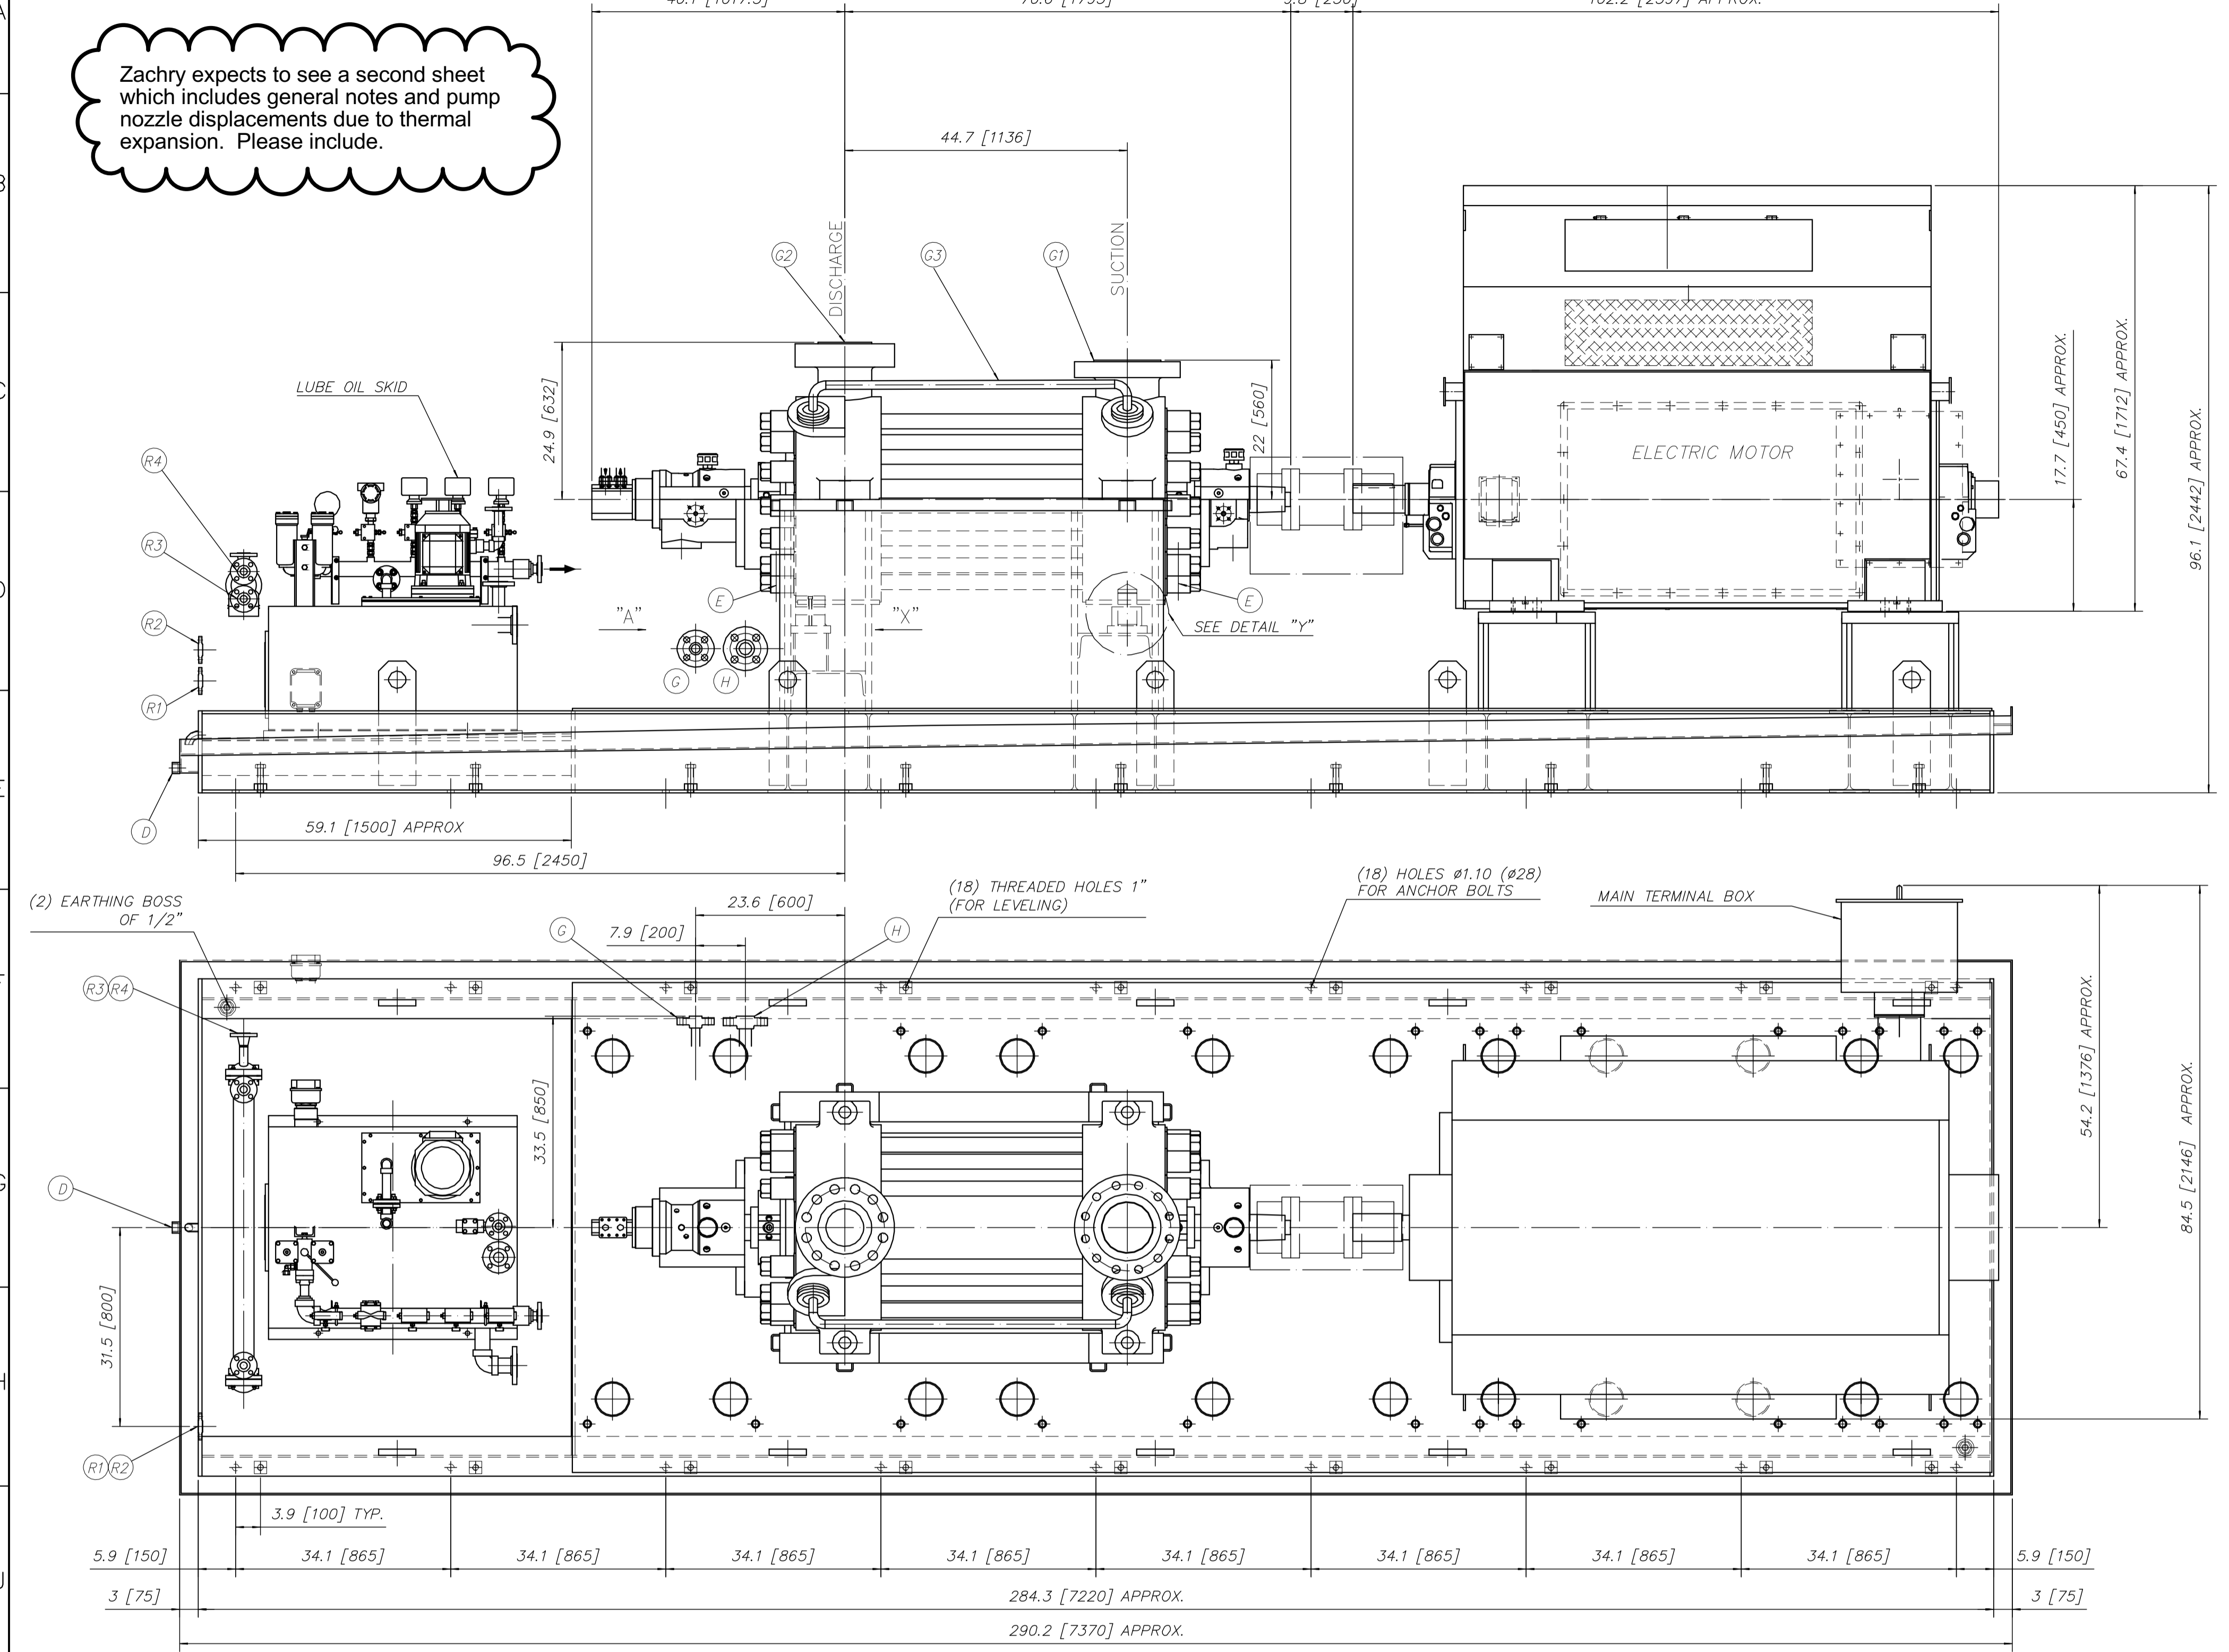 A
B
C
D
E
F
G
H
J
Zachry expects to see a second sheet
which includes general notes and pump
nozzle displacements due to thermal
expansion.  Please include.
44.7 [1136]
DISCHARGE
SUCTION
G2
G3
G1
24.9 [632]
22 [560]
LUBE OIL SKID
R4
R3
R2
R1
ELECTRIC MOTOR
17.7 [450] APPROX.
67.4 [1712] APPROX.
96.1 [2442] APPROX.
"A"
"X"
E
E
SEE DETAIL "Y"
G
H
D
59.1 [1500] APPROX
96.5 [2450]
(2) EARTHING BOSS
OF 1/2"
23.6 [600]
7.9 [200]
G
H
(18) THREADED HOLES 1"
(FOR LEVELING)
(18) HOLES ø1.10 (ø28)
FOR ANCHOR BOLTS
MAIN TERMINAL BOX
R3 R4
33.5 [850]
D
31.5 [800]
R1 R2
54.2 [1376] APPROX.
84.5 [2146] APPROX.
3.9 [100] TYP.
5.9 [150]
34.1 [865]
34.1 [865]
34.1 [865]
34.1 [865]
34.1 [865]
34.1 [865]
34.1 [865]
34.1 [865]
5.9 [150]
3 [75]
284.3 [7220] APPROX.
3 [75]
290.2 [7370] APPROX.